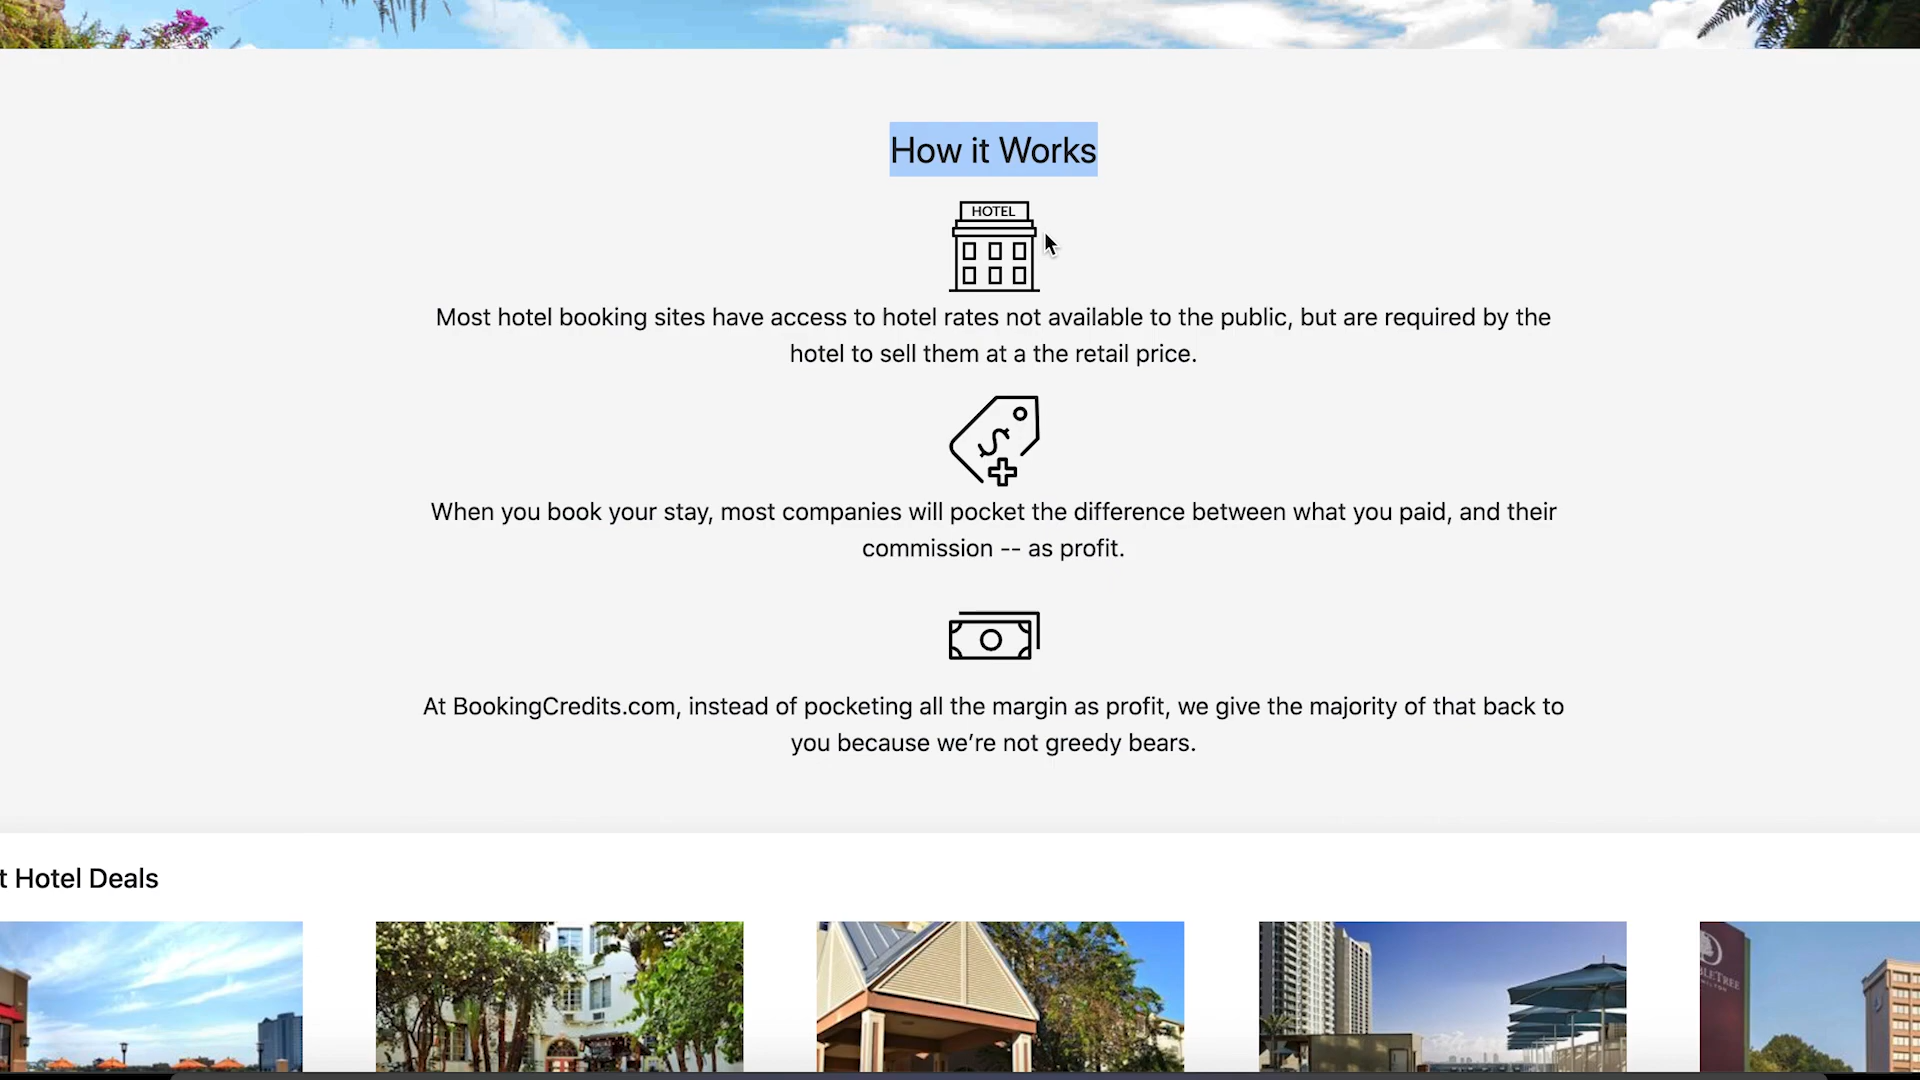 How it Works
HOTEL
Most hotel booking sites have access to hotel rates not available to the public, but are required by the
hotel to sell them at a the retail price.
When you book your stay, most companies will pocket the difference between what you paid, and their
commission -- as profit.
At BookingCredits.com, instead of pocketing all the margin as profit, we give the majority of that back to
you because we’re not greedy bears.
t Hotel Deals